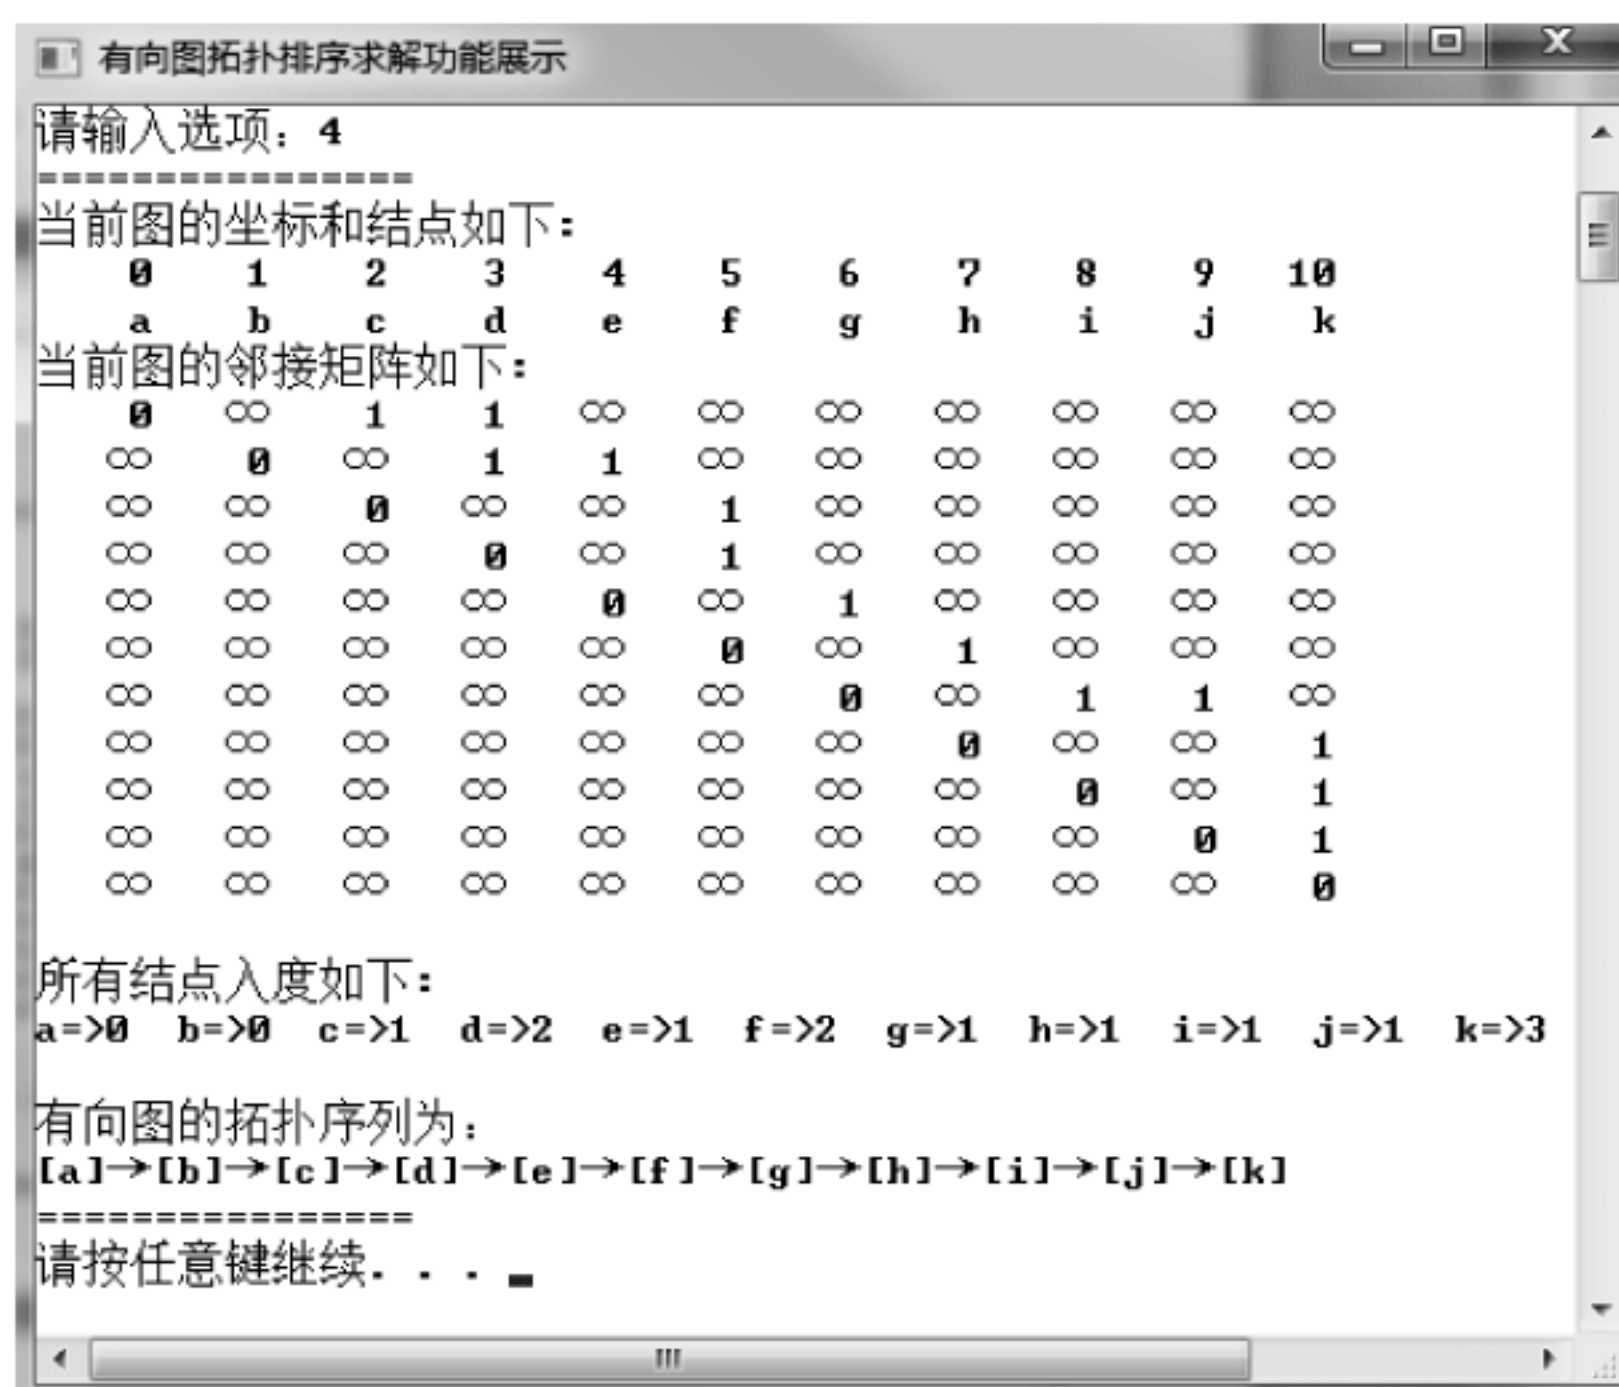 有向图拓扑排序求解功能展示
请输入选项：4
================
当前图的坐标和结点如下：
0 1 2 3 4 5 6 7 8 9 10
a b c d e f g h i j k
当前图的邻接矩阵如下：
0 ∞ 1 1 ∞ ∞ ∞ ∞ ∞ ∞ ∞
∞ 0 ∞ 1 1 ∞ ∞ ∞ ∞ ∞ ∞
∞ ∞ 0 ∞ ∞ 1 ∞ ∞ ∞ ∞ ∞
∞ ∞ ∞ 0 ∞ 1 ∞ ∞ ∞ ∞ ∞
∞ ∞ ∞ ∞ 0 ∞ 1 ∞ ∞ ∞ ∞
∞ ∞ ∞ ∞ ∞ 0 ∞ 1 ∞ ∞ ∞
∞ ∞ ∞ ∞ ∞ ∞ 0 ∞ 1 1 ∞
∞ ∞ ∞ ∞ ∞ ∞ ∞ 0 ∞ ∞ 1
∞ ∞ ∞ ∞ ∞ ∞ ∞ ∞ 0 ∞ 1
∞ ∞ ∞ ∞ ∞ ∞ ∞ ∞ ∞ 0 1
∞ ∞ ∞ ∞ ∞ ∞ ∞ ∞ ∞ ∞ 0
所有结点入度如下：
a=>0 b=>0 c=>1 d=>2 e=>1 f=>2 g=>1 h=>1 i=>1 j=>1 k=>3
有向图的拓扑序列为：
[a]→[b]→[c]→[d]→[e]→[f]→[g]→[h]→[i]→[j]→[k]
================
请按任意键继续. . .